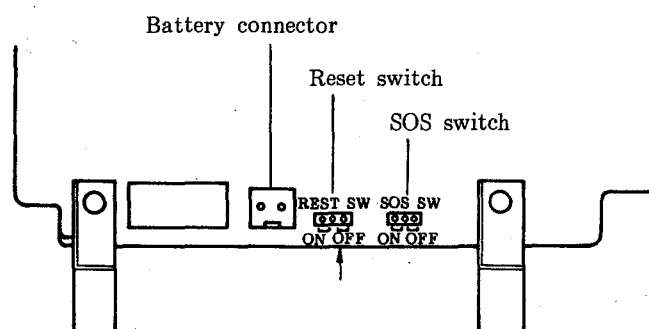 Battery connector
Reset switch
SOS switch
REST SW SOS SW
ON OFF ON OFF